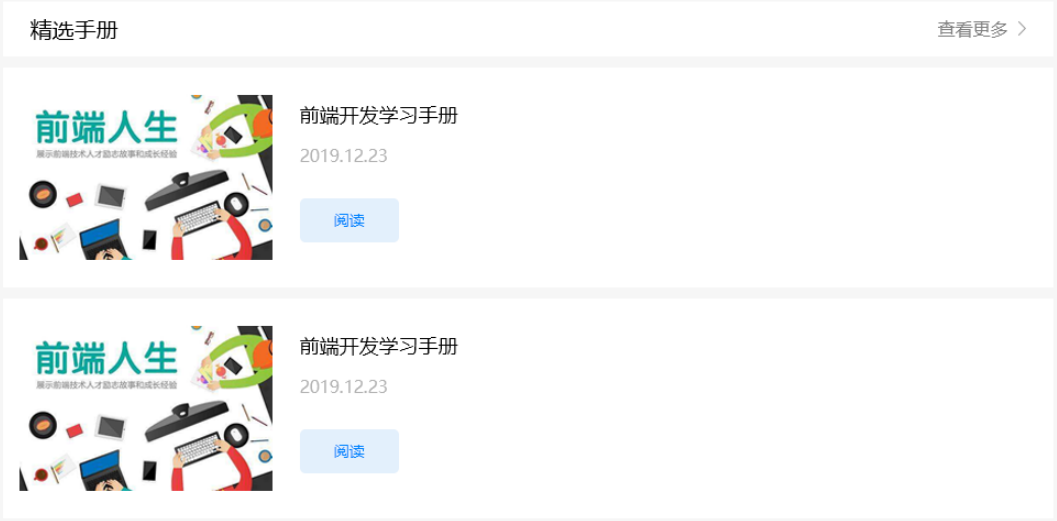 精选手册
查看更多
前端人生
展示前端技术人才励志故事和成长经验
前端开发学习手册
2019.12.23
阅读
前端人生
展示前端技术人才励志故事和成长经验
前端开发学习手册
2019.12.23
阅读